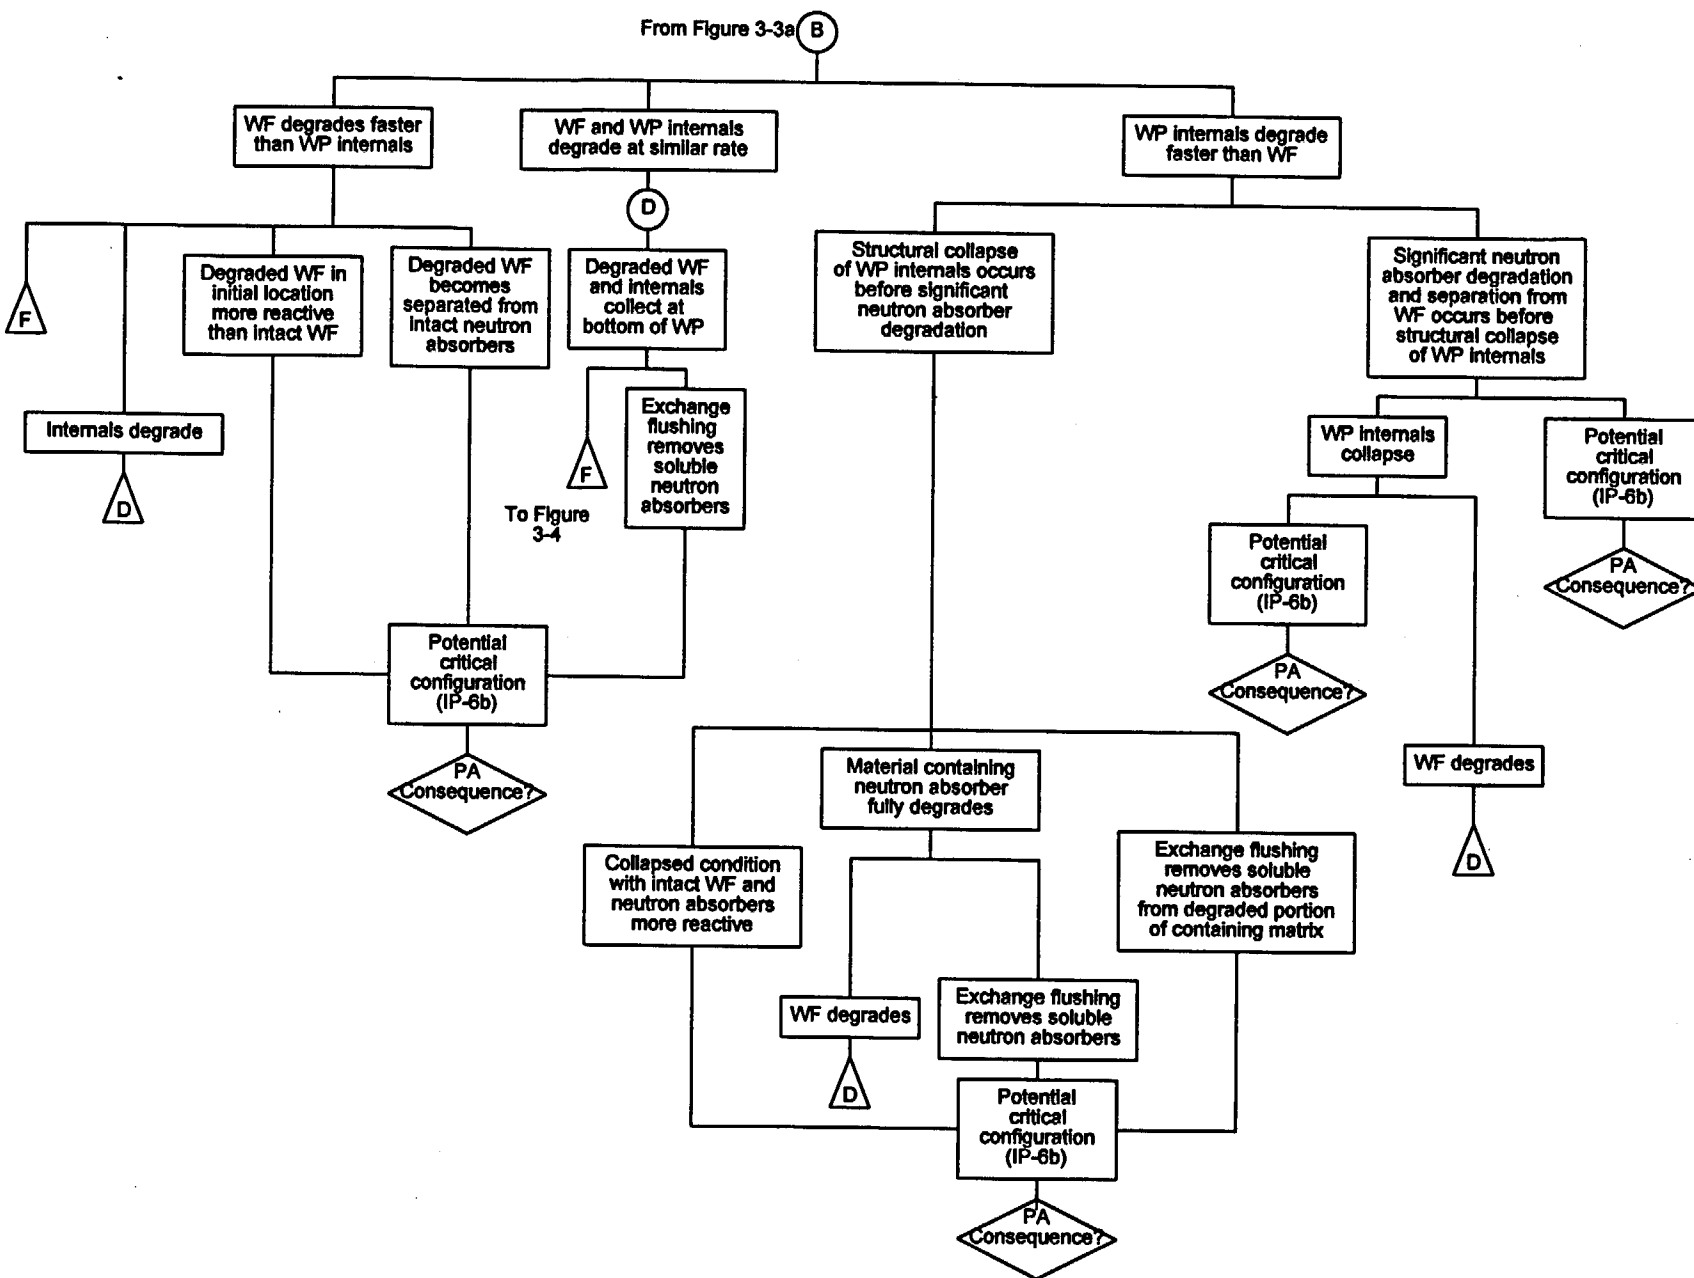 From Figure 3-3a
B
WF degrades faster
than WP internals
WF and WP internals
degrade at similar rate
WP internals degrade
faster than WF
D
F
Degraded WF in
initial location
more reactive
than intact WF
Degraded WF
becomes
separated from
intact neutron
absorbers
Degraded WF
and internals
collect at
bottom of WP
Structural collapse
of WP internals occurs
before significant
neutron absorber
degradation
Significant neutron
absorber degradation
and separation from
WF occurs before
structural collapse
of WP internals
Internals degrade
D
F
To Figure
3-4
Exchange
flushing
removes
soluble
neutron
absorbers
WP internals
collapse
Potential
critical
configuration
(IP-6b)
PA
Consequence?
Potential
critical
configuration
(IP-6b)
PA
Consequence?
WF degrades
D
Potential
critical
configuration
(IP-6b)
PA
Consequence?
Material containing
neutron absorber
fully degrades
Collapsed condition
with intact WF and
neutron absorbers
more reactive
Exchange flushing
removes soluble
neutron absorbers
from degraded portion
of containing matrix
WF degrades
D
Exchange flushing
removes soluble
neutron absorbers
Potential
critical
configuration
(IP-6b)
PA
Consequence?